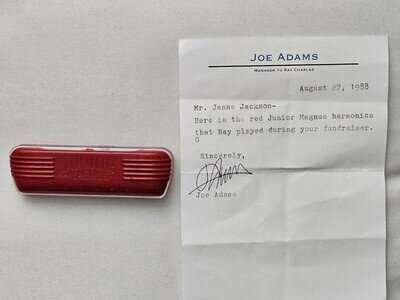 JUNIOR
MAGNUS
JOE ADAMS
MANAGER TO RAY CHARLES
August 27, 1988
Mr. Jesse Jackson-
Here is the red Junior Magnus harmonica
that Ray played during your fundraiser.
G
Sincerely,
Joe Adams